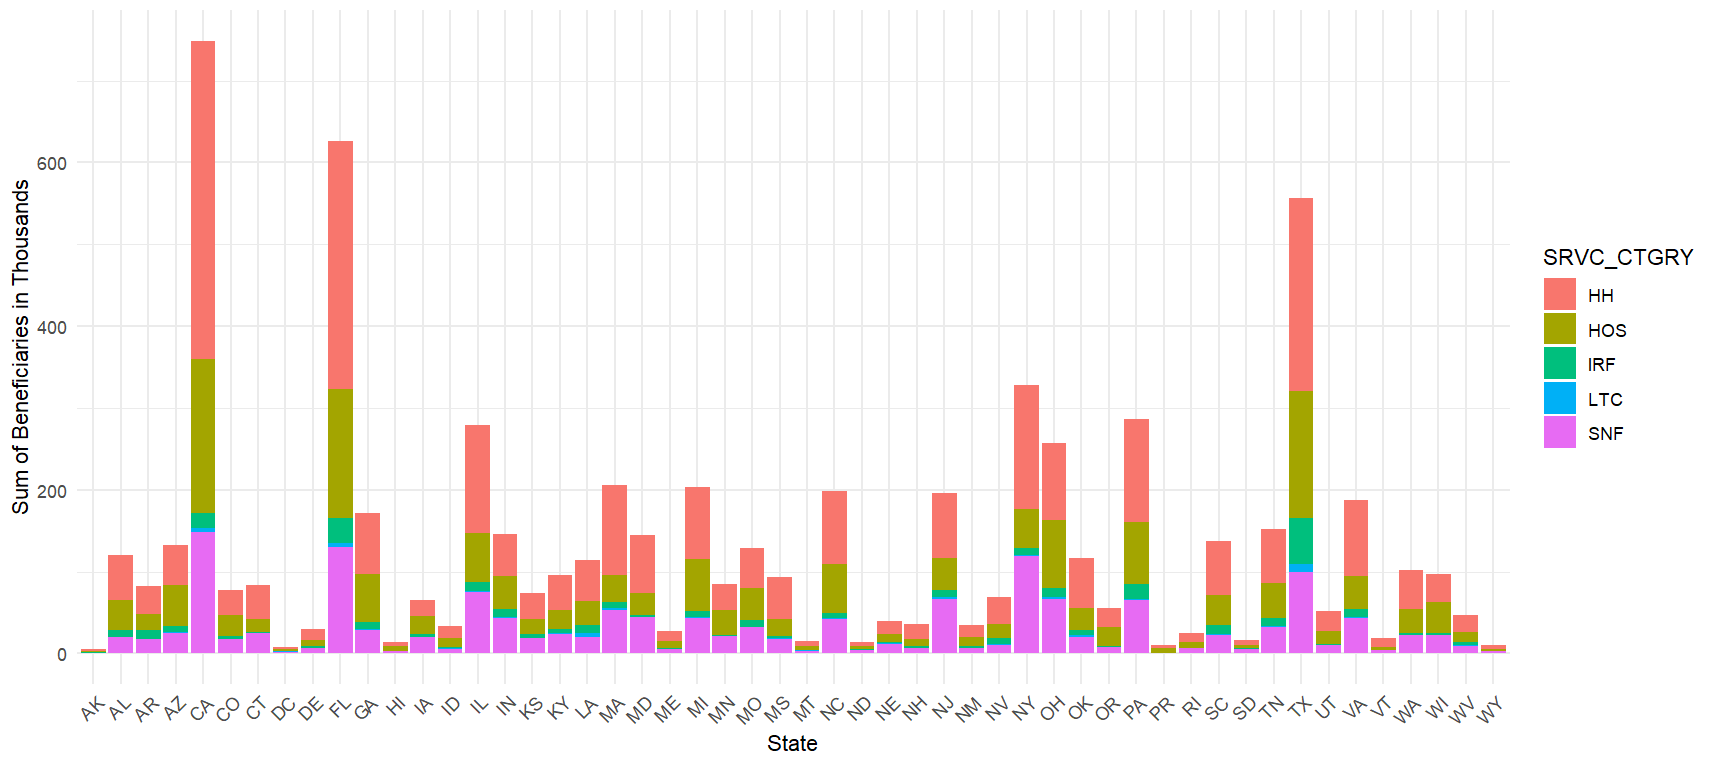 Sum of Beneficiaries in Thousands
600
400
200
0
AK AL AR AZ CA CO CT DC DE FL GA HI IA ID IL IN KS KY LA MA MD ME MI MN MO MS MT NC ND NE NH NJ NM NV NY OH OK OR PA PR RI SC SD TN TX UT VA VT WA WI WV WY
State
SRVC_CTGRY
HH
HOS
IRF
LTC
SNF